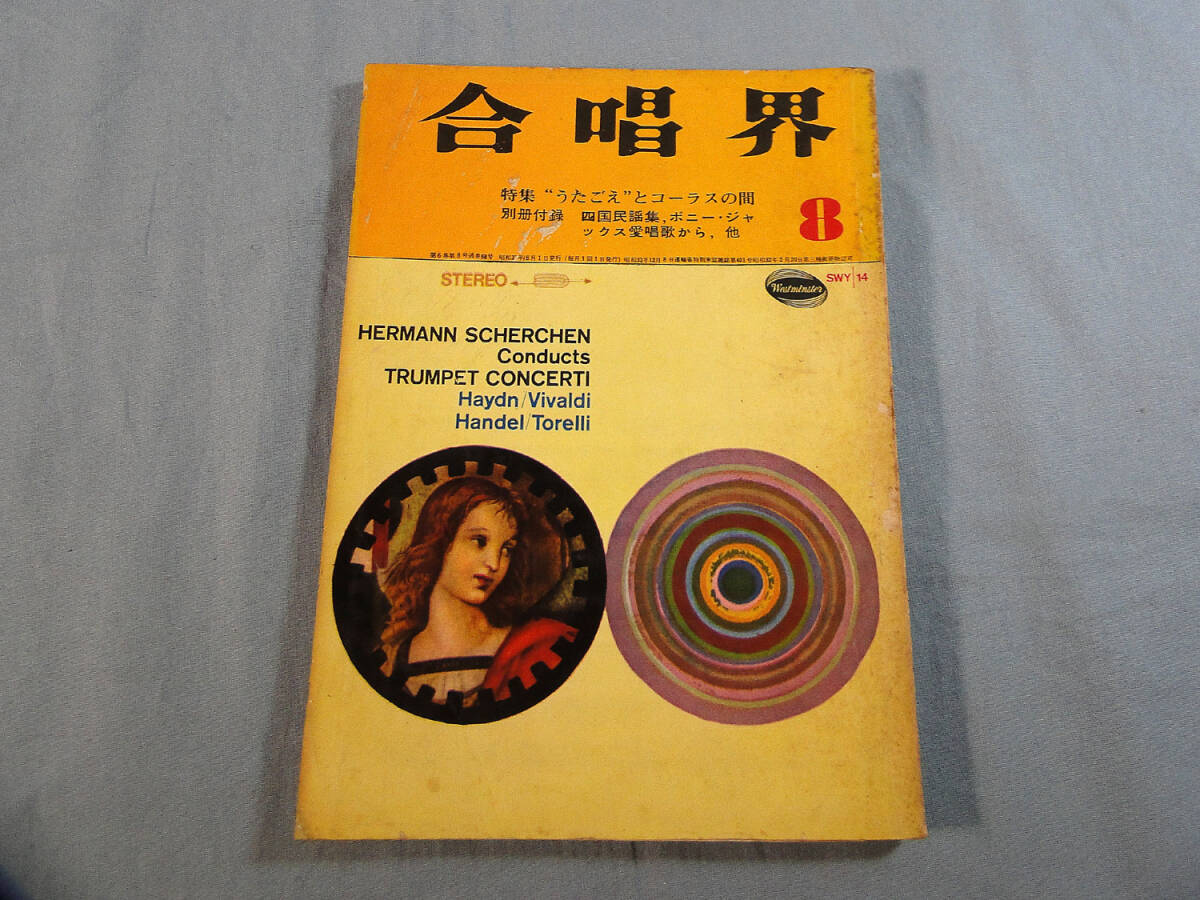 合唱界
特集 “うたごえ”とコーラスの間
別冊付録 四国民謡集, ボニー・ジャ
ックス愛唱歌から, 他
8
STEREO
Westminster
SWY 14
HERMANN SCHERCHEN
Conducts
TRUMPET CONCERTI
Haydn/Vivaldi
Handel/Torelli